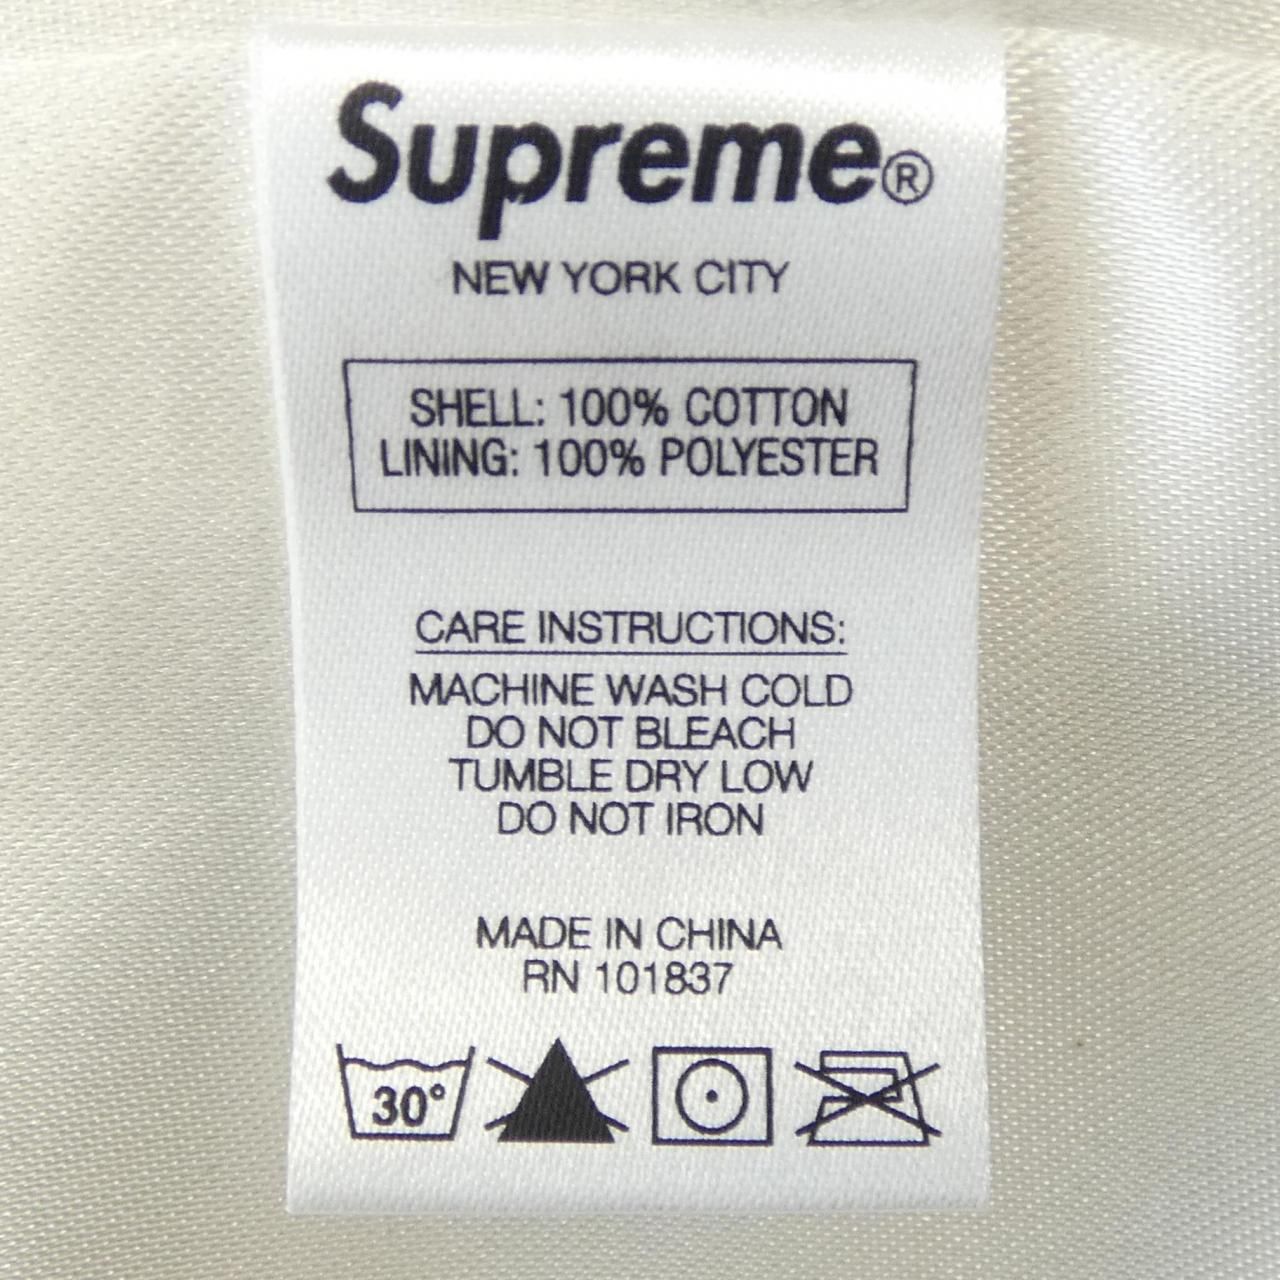 Supreme®
NEW YORK CITY
SHELL: 100% COTTON
LINING: 100% POLYESTER
CARE INSTRUCTIONS:
MACHINE WASH COLD
DO NOT BLEACH
TUMBLE DRY LOW
DO NOT IRON
MADE IN CHINA
RN 101837
30°